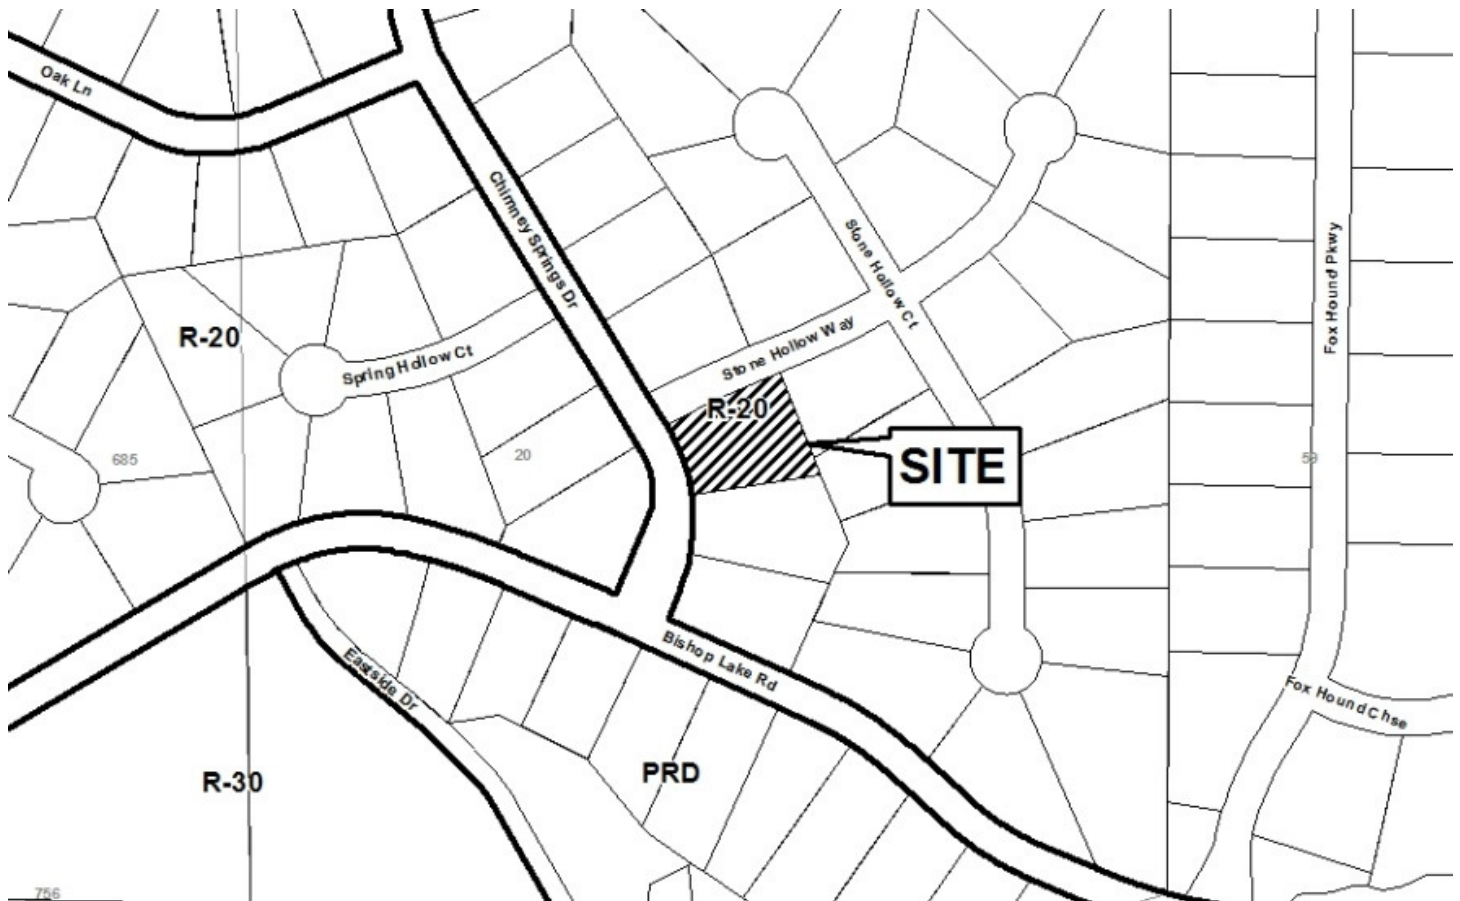 Oak Ln
Chimney Springs Dr
Stone Hollow Ct
Fox Hound Pkwy
R-20
Spring Hollow Ct
Stone Hollow Way
R-20
685
20
SITE
59
Bishop Lake Rd
Eastside Dr
Fox Hound Chse
R-30
PRD
756